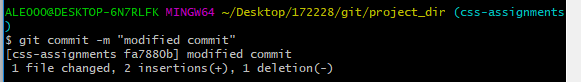 ALEOOO@DESKTOP-6N7RLFK MINGW64 ~/Desktop/172228/git/project_dir (css-assignments
)
$ git commit -m "modified commit"
[css-assignments fa7880b] modified commit
 1 file changed, 2 insertions(+), 1 deletion(-)